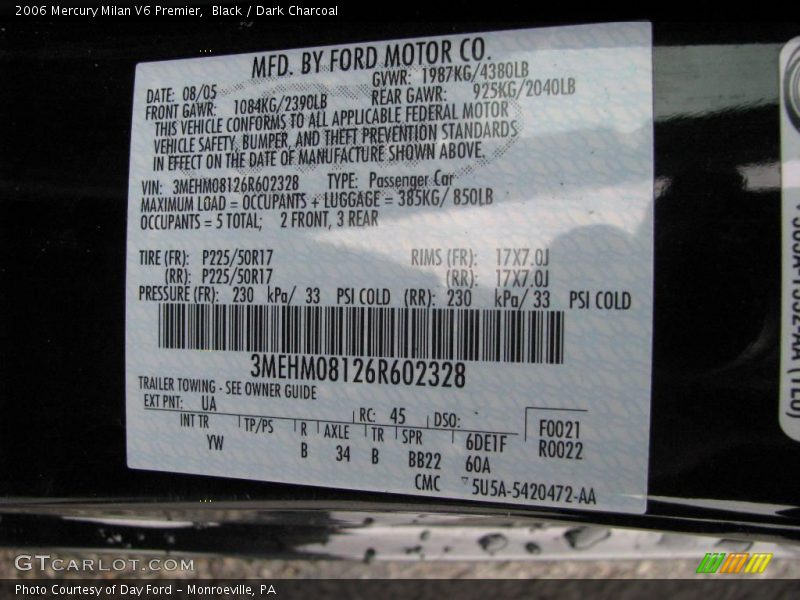 2006 Mercury Milan V6 Premier, Black / Dark Charcoal
MFD. BY FORD MOTOR CO.
DATE: 08/05 GVWR: 1987KG/4380LB
FRONT GAWR: 1084KG/2390LB REAR GAWR: 925KG/2040LB
THIS VEHICLE CONFORMS TO ALL APPLICABLE FEDERAL MOTOR
VEHICLE SAFETY, BUMPER, AND THEFT PREVENTION STANDARDS
IN EFFECT ON THE DATE OF MANUFACTURE SHOWN ABOVE.
VIN: 3MEHM08126R602328 TYPE: Passenger Car
MAXIMUM LOAD = OCCUPANTS + LUGGAGE = 385KG/ 850LB
OCCUPANTS = 5 TOTAL; 2 FRONT, 3 REAR
TIRE (FR): P225/50R17 RIMS (FR): 17X7.0J
(RR): P225/50R17 (RR): 17X7.0J
PRESSURE (FR): 230 kPa/ 33 PSI COLD (RR): 230 kPa/ 33 PSI COLD
3MEHM08126R602328
TRAILER TOWING - SEE OWNER GUIDE
EXT PNT: UA RC: 45 DSO:
INT TR TP/PS R AXLE TR SPR 6DE1F F0021
YW B 34 B BB22 60A R0022
CMC 5U5A-5420472-AA
GTCARLOT.COM
Photo Courtesy of Day Ford – Monroeville, PA